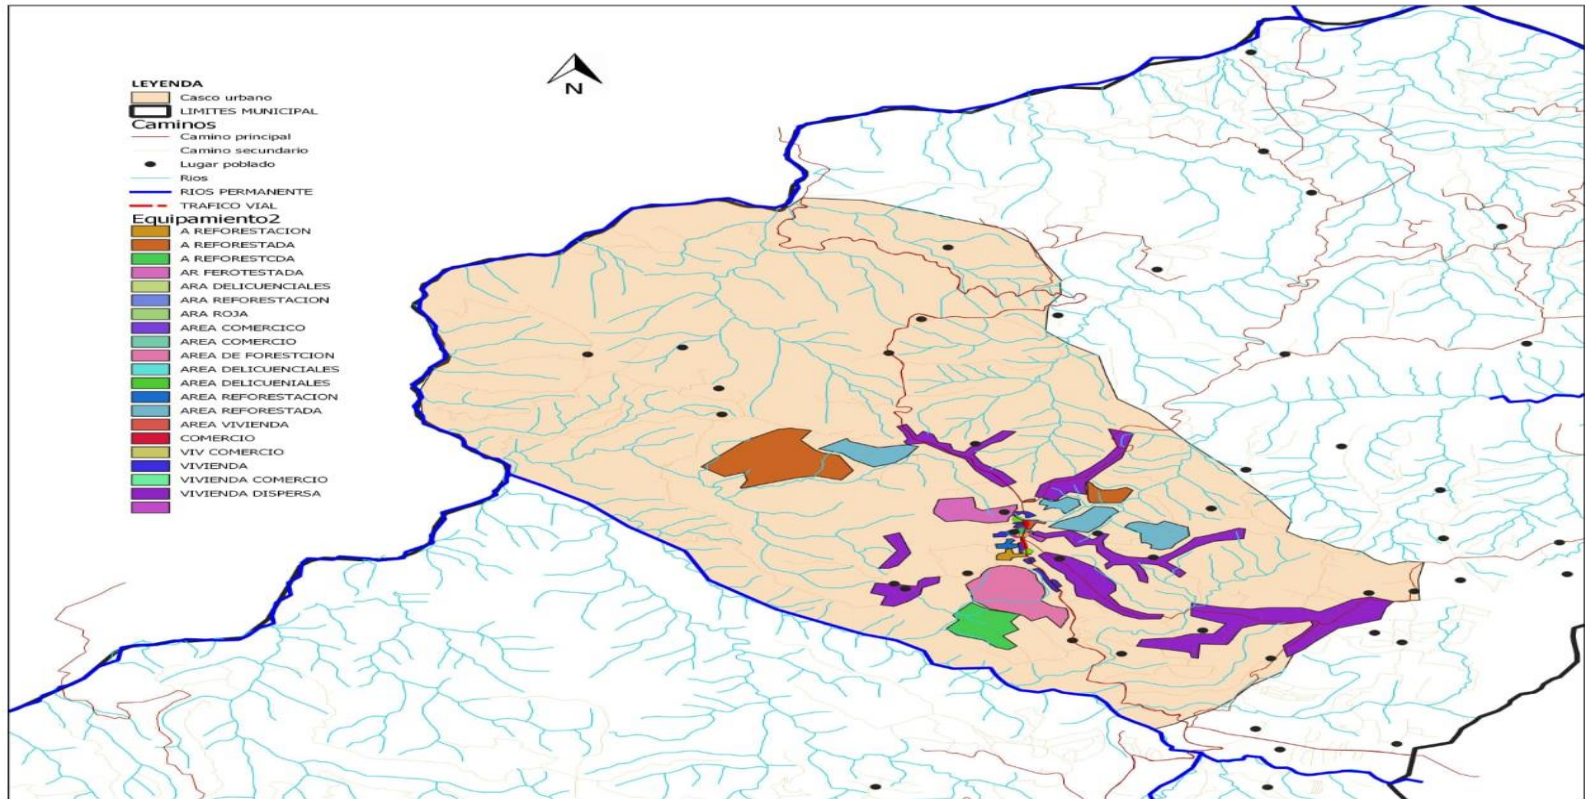 LEYENDA
Casco urbano
LIMITES MUNICIPAL
Caminos
Camino principal
Camino secundario
Lugar poblado
Rios
RIOS PERMANENTE
TRAFICO VIAL
Equipamiento2
A REFORESTACION
A REFORESTADA
A REFORESTCDA
AR FEROTESTADA
ARA DELICUENCIALES
ARA REFORESTACION
ARA ROJA
AREA COMERCICO
AREA COMERCIO
AREA DE FORESTCION
AREA DELICUENCIALES
AREA DELICUENIALES
AREA REFORESTACION
AREA REFORESTADA
AREA VIVIENDA
COMERCIO
VIV COMERCIO
VIVIENDA
VIVIENDA COMERCIO
VIVIENDA DISPERSA
N